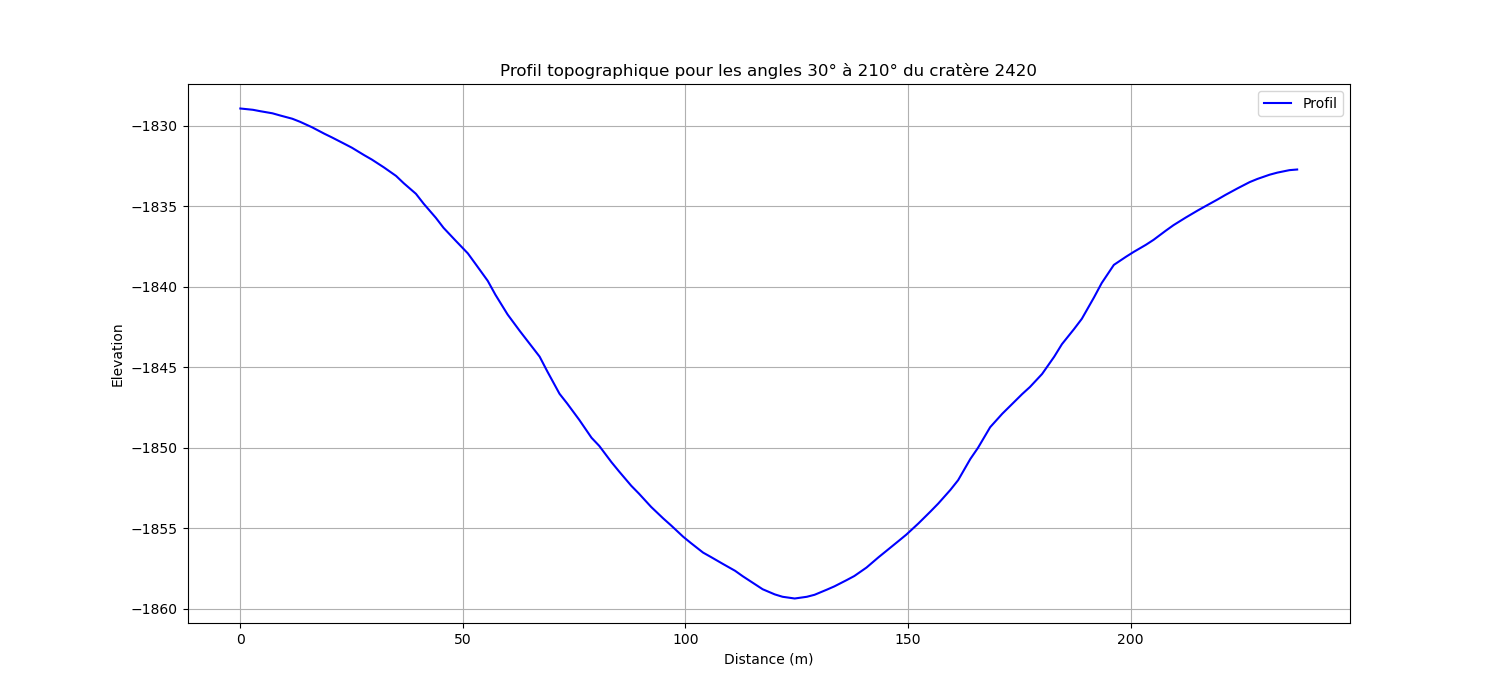 Profil topographique pour les angles 30° à 210° du cratère 2420
Profil
−1830
−1835
−1840
−1845
−1850
−1855
−1860
Elevation
0 50 100 150 200
Distance (m)